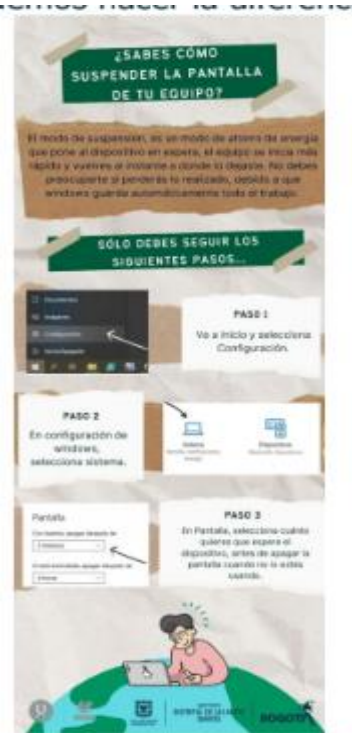 ¿SABES CÓMO
SUSPENDER LA PANTALLA
DE TU EQUIPO?
El modo de suspensión, es un modo de ahorro de energía
que pone al dispositivo en espera, el equipo se inicia más
rápido y vuelves al instante a donde lo dejaste. No debes
preocuparte si perderás lo realizado, debido a que
windows guarda automáticamente todo el trabajo.
SÓLO DEBES SEGUIR LOS
SIGUIENTES PASOS...
Documentos
Imágenes
Configuración
PASO 1
Ve a Inicio y selecciona
Configuración.
PASO 2
En configuración de
windows,
selecciona sistema.
Sistema
Dispositivos
PASO 3
En Pantalla, selecciona cuánto
quieres que espere el
dispositivo, antes de apagar la
pantalla cuando no lo estés
usando.
Pantalla
BOGOTÁ